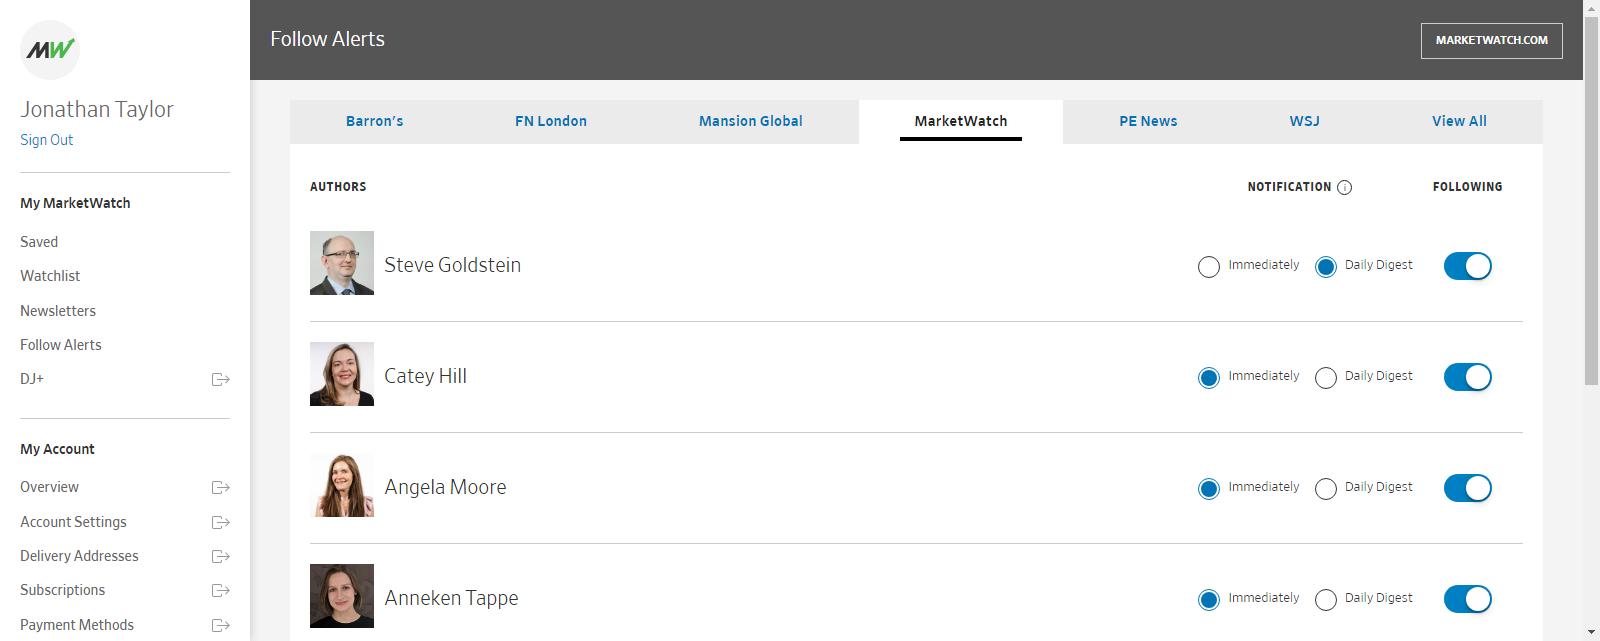 MW
Jonathan Taylor
Sign Out
My MarketWatch
Saved
Watchlist
Newsletters
Follow Alerts
DJ+
My Account
Overview
Account Settings
Delivery Addresses
Subscriptions
Payment Methods
Follow Alerts
MARKETWATCH.COM
Barron's
FN London
Mansion Global
MarketWatch
PE News
WSJ
View All
AUTHORS
NOTIFICATION i
FOLLOWING
Steve Goldstein
Immediately
Daily Digest
Catey Hill
Immediately
Daily Digest
Angela Moore
Immediately
Daily Digest
Anneken Tappe
Immediately
Daily Digest